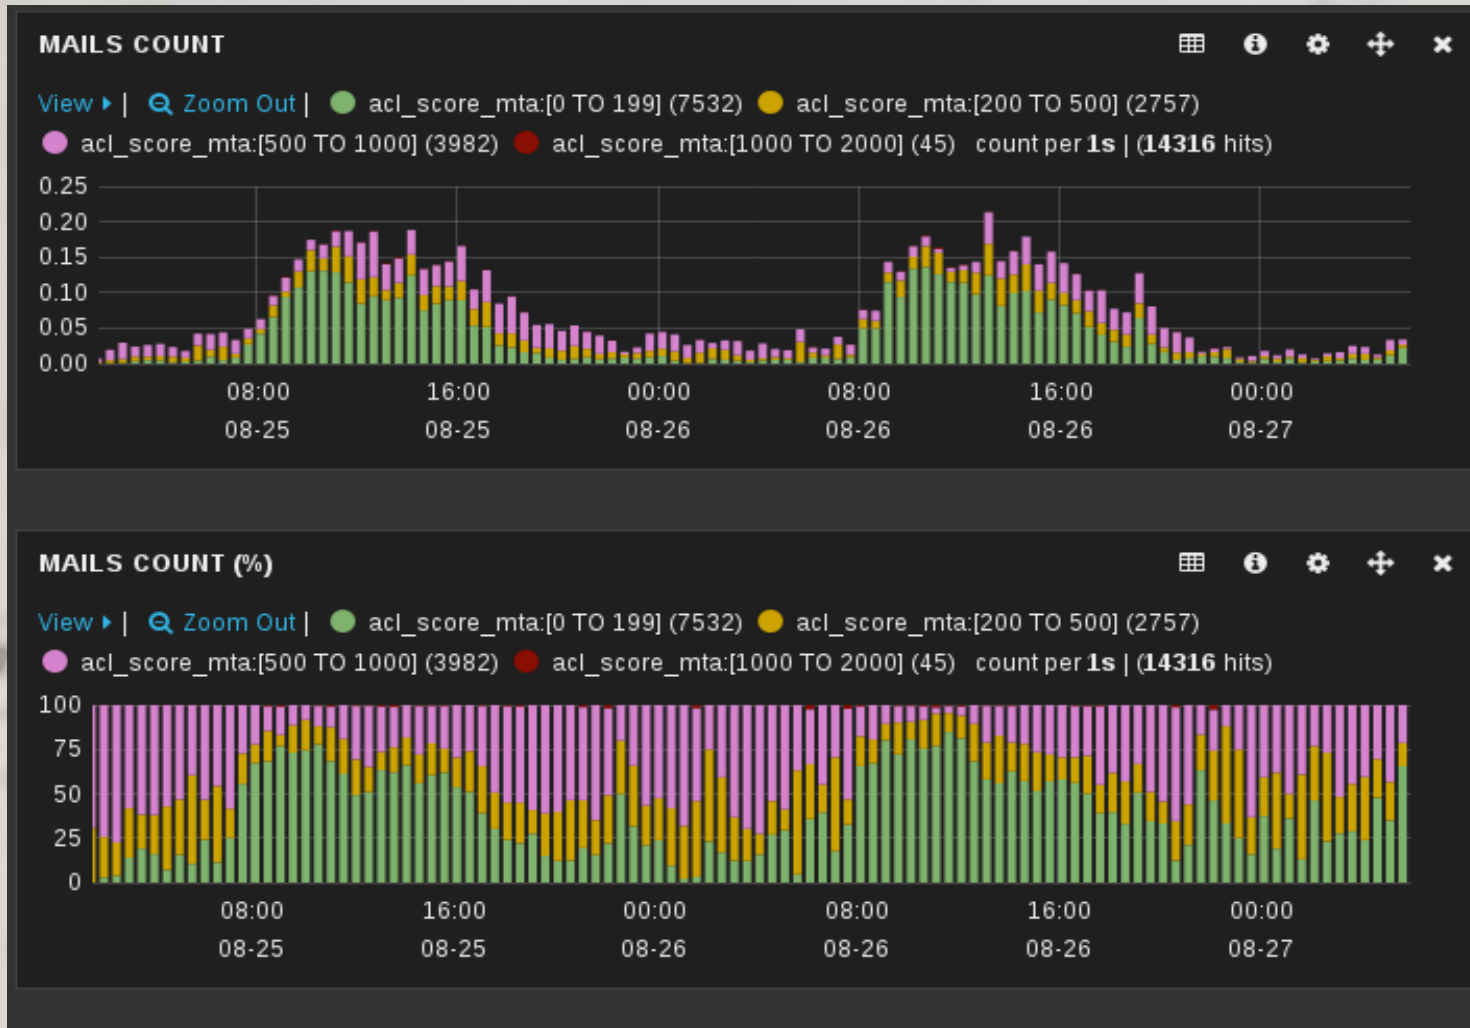 MAILS COUNT
View | Zoom Out | acl_score_mta:[0 TO 199] (7532) acl_score_mta:[200 TO 500] (2757)
acl_score_mta:[500 TO 1000] (3982) acl_score_mta:[1000 TO 2000] (45) count per 1s | (14316 hits)
0.25
0.20
0.15
0.10
0.05
0.00
08:00 16:00 00:00 08:00 16:00 00:00
08-25 08-25 08-26 08-26 08-26 08-27
MAILS COUNT (%)
View | Zoom Out | acl_score_mta:[0 TO 199] (7532) acl_score_mta:[200 TO 500] (2757)
acl_score_mta:[500 TO 1000] (3982) acl_score_mta:[1000 TO 2000] (45) count per 1s | (14316 hits)
100
75
50
25
0
08:00 16:00 00:00 08:00 16:00 00:00
08-25 08-25 08-26 08-26 08-26 08-27